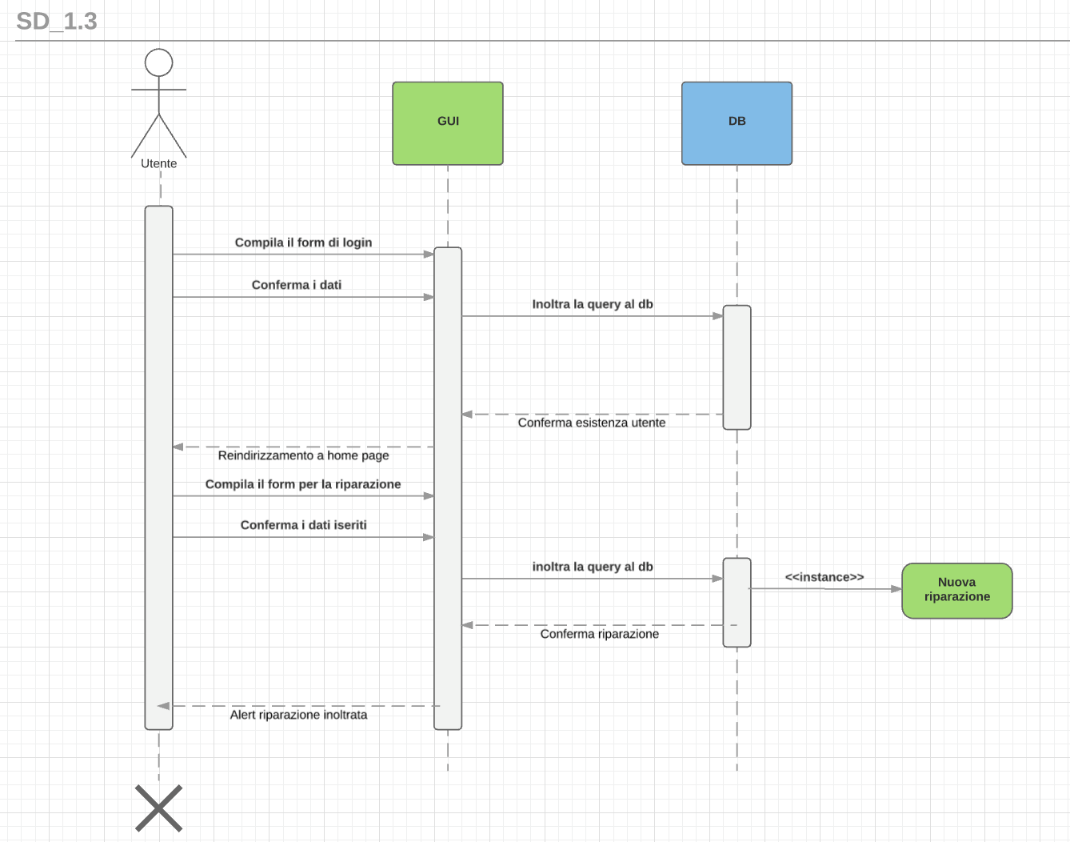 SD_1.3
Utente
GUI
DB
Compila il form di login
Conferma i dati
Inoltra la query al db
Conferma esistenza utente
Reindirizzamento a home page
Compila il form per la riparazione
Conferma i dati iseriti
inoltra la query al db
<<instance>>
Nuova
riparazione
Conferma riparazione
Alert riparazione inoltrata